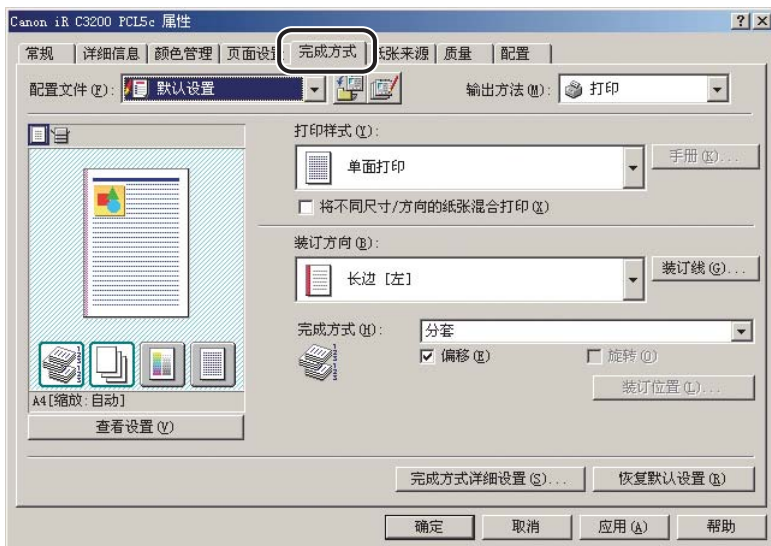 Canon iR C3200 PCL5c 属性
常规 详细信息 颜色管理 页面设置 完成方式 纸张来源 质量 配置
配置文件(F): 默认设置 输出方法(M): 打印
打印样式(Y):
单面打印 手册(K)...
将不同尺寸/方向的纸张混合打印(X)
装订方向(B):
长边 [左] 装订线(G)...
完成方式(H): 分套
偏移(E) 旋转(O)
装订位置(L)...
A4[缩放:自动]
查看设置(V)
完成方式详细设置(S)... 恢复默认设置(R)
确定 取消 应用(A) 帮助